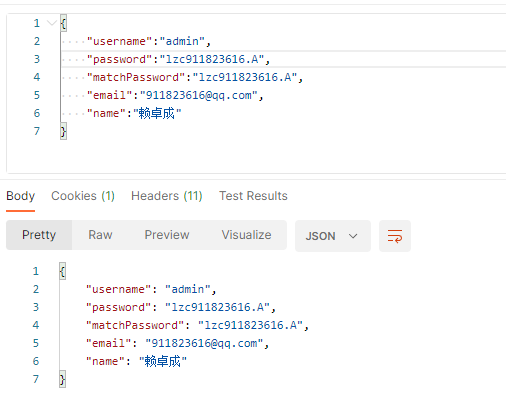 1 {
2 "username":"admin",
3 "password":"lzc911823616.A",
4 "matchPassword":"lzc911823616.A",
5 "email":"911823616@qq.com",
6 "name":"赖卓成"
7 }
Body Cookies (1) Headers (11) Test Results
Pretty Raw Preview Visualize JSON
1 {
2 "username": "admin",
3 "password": "lzc911823616.A",
4 "matchPassword": "lzc911823616.A",
5 "email": "911823616@qq.com",
6 "name": "赖卓成"
7 }